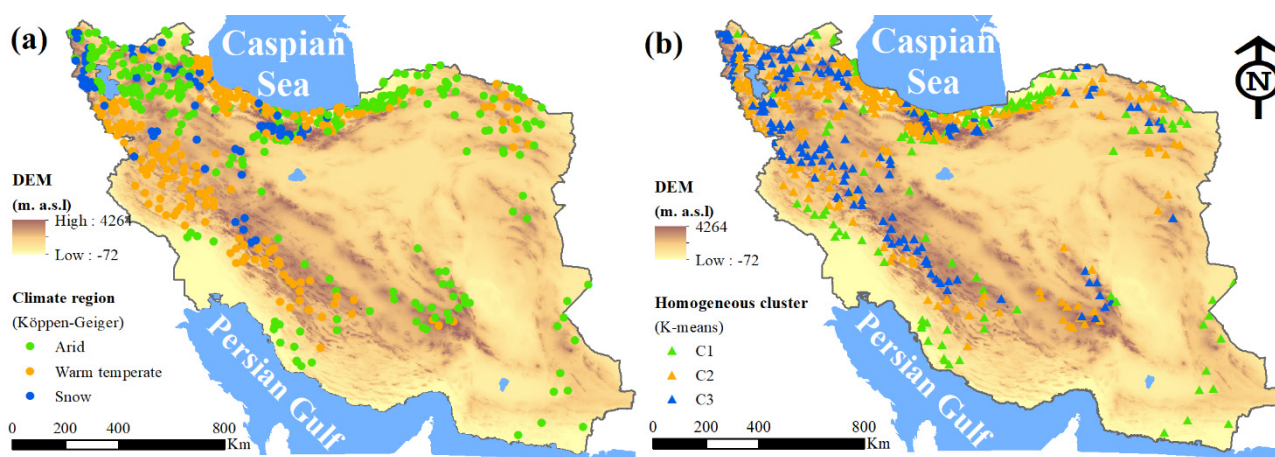 (a)
Caspian
Sea
DEM
(m. a.s.l)
High : 4264
Low : -72
Climate region
(Köppen-Geiger)
Arid
Warm temperate
Snow
Persian Gulf
0 200 400 800
Km
(b)
Caspian
Sea
N
DEM
(m. a.s.l)
4264
Low : -72
Homogeneous cluster
(K-means)
C1
C2
C3
Persian Gulf
0 200 400 800
Km